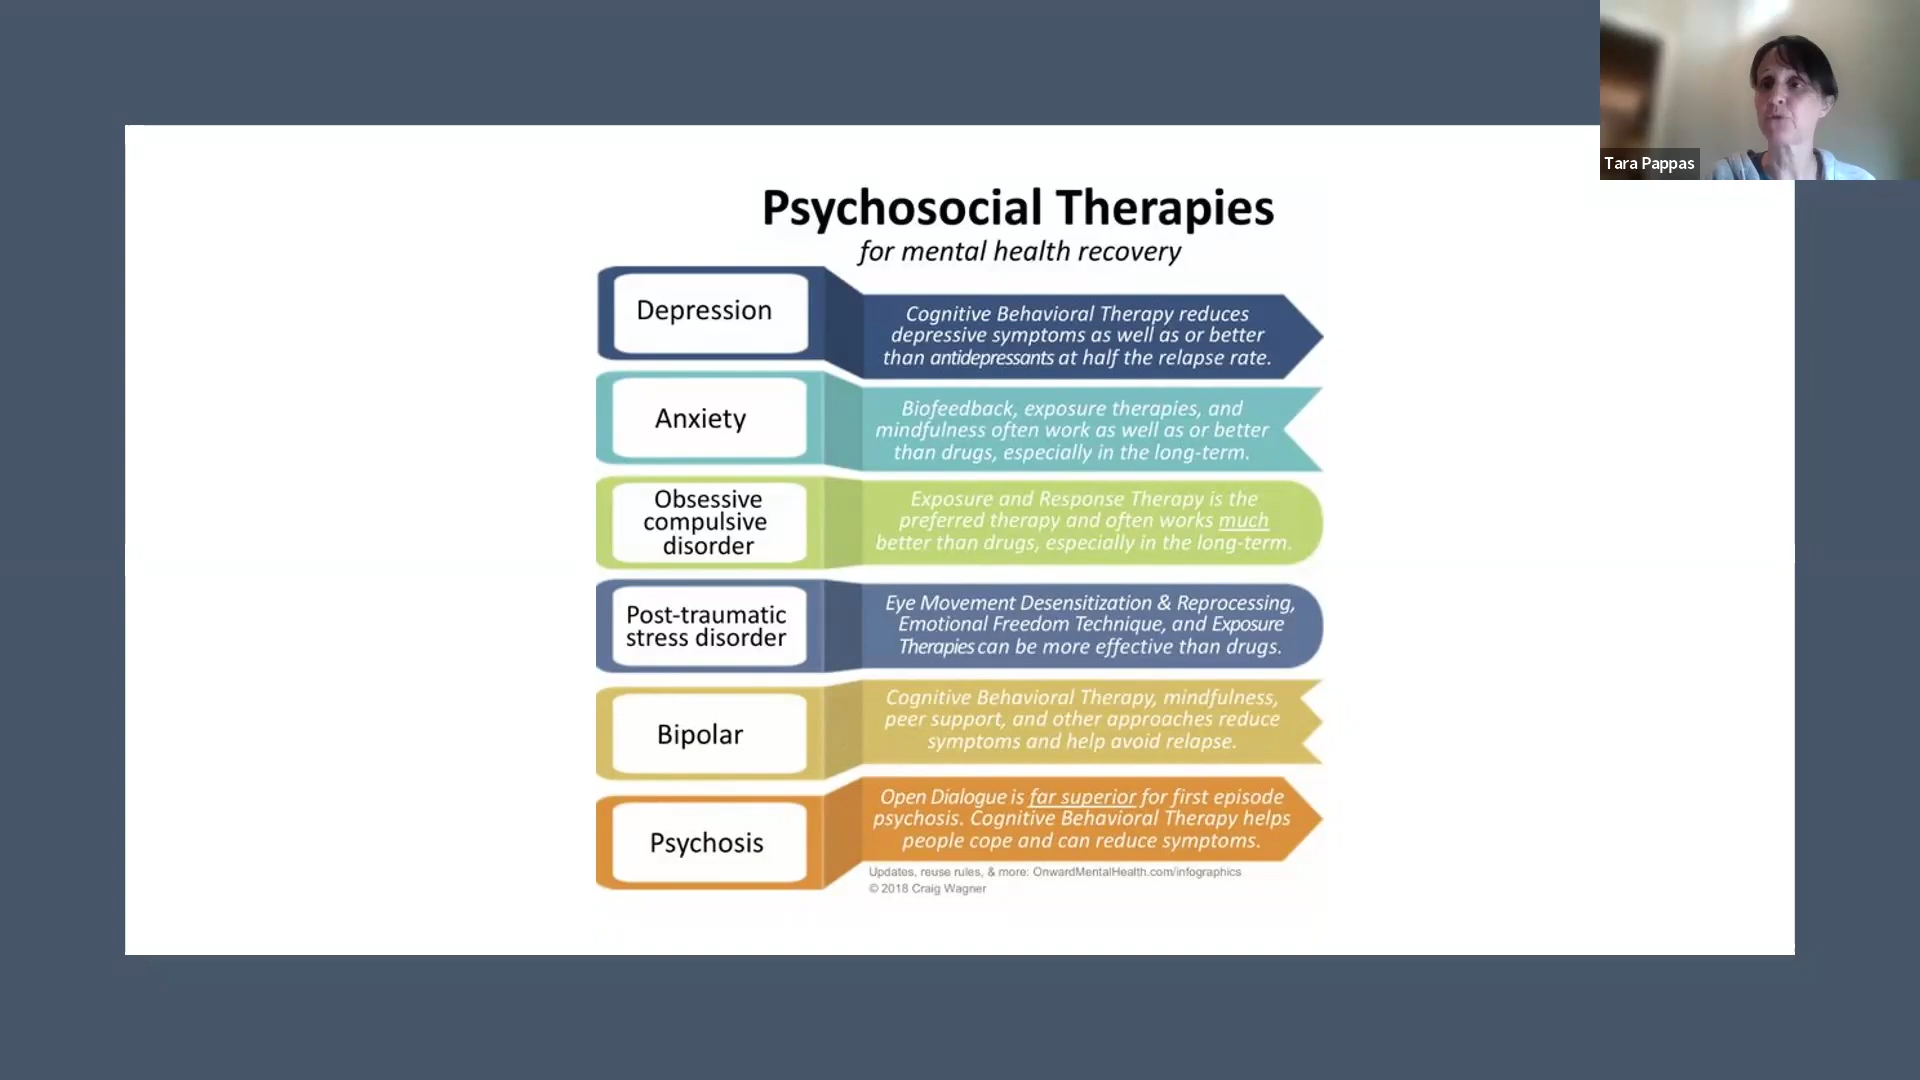 Tara Pappas
Psychosocial Therapies
for mental health recovery
Depression
Cognitive Behavioral Therapy reduces
depressive symptoms as well as or better
than antidepressants at half the relapse rate.
Anxiety
Biofeedback, exposure therapies, and
mindfulness often work as well as or better
than drugs, especially in the long-term.
Obsessive
compulsive
disorder
Exposure and Response Therapy is the
preferred therapy and often works much
better than drugs, especially in the long-term.
Post-traumatic
stress disorder
Eye Movement Desensitization & Reprocessing,
Emotional Freedom Technique, and Exposure
Therapies can be more effective than drugs.
Bipolar
Cognitive Behavioral Therapy, mindfulness,
peer support, and other approaches reduce
symptoms and help avoid relapse.
Psychosis
Open Dialogue is far superior for first episode
psychosis. Cognitive Behavioral Therapy helps
people cope and can reduce symptoms.
Updates, reuse rules, & more: OnwardMentalHealth.com/infographics
© 2018 Craig Wagner